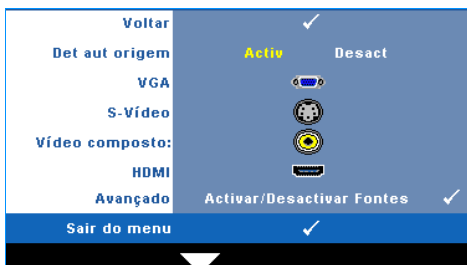 Voltar
Det aut origem Activ Desact
VGA
S-Vídeo
Vídeo composto:
HDMI
Avançado Activar/Desactivar Fontes
Sair do menu